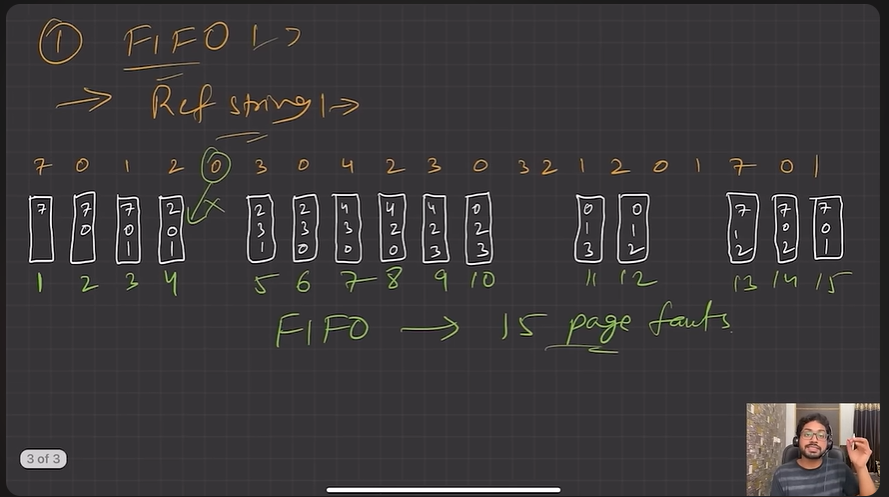 1 FIFO :->
→ Ref string :->
7 0 1 2 0 3 0 4 2 3 0 3 2 1 2 0 1 7 0 1
7 7 7 2 2 2 4 4 4 0 0 0 7 7 7
0 0 0 3 3 3 2 2 2 1 1 1 0 0
1 1 1 0 0 0 3 3 3 2 2 2 1
1 2 3 4 5 6 7 8 9 10 11 12 13 14 15
FIFO → 15 page faults.
3 of 3